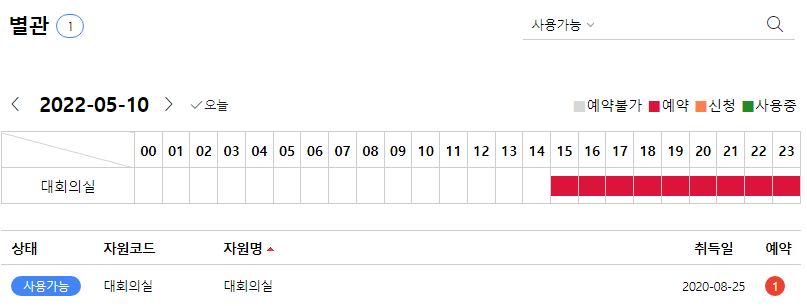 별관 1
사용가능
2022-05-10 오늘 예약불가 예약 신청 사용중
00 01 02 03 04 05 06 07 08 09 10 11 12 13 14 15 16 17 18 19 20 21 22 23
대회의실
상태 자원코드 자원명 취득일 예약
사용가능 대회의실 대회의실 2020-08-25 1